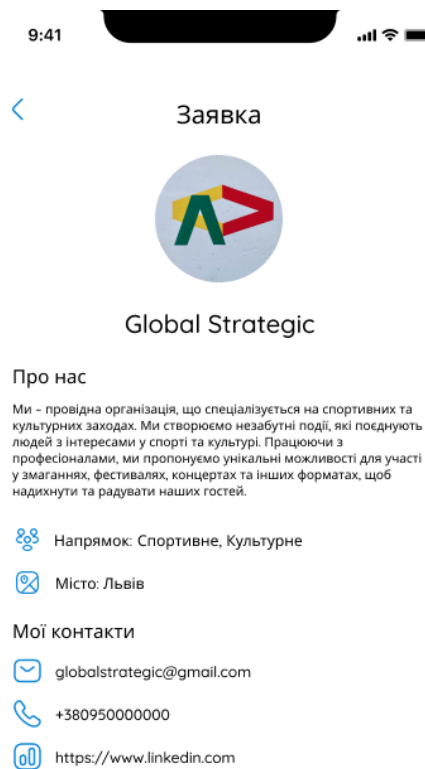 9:41
Заявка
Global Strategic
Про нас
Ми – провідна організація, що спеціалізується на спортивних та
культурних заходах. Ми створюємо незабутні події, які поєднують
людей з інтересами у спорті та культурі. Працюючи з
професіоналами, ми пропонуємо унікальні можливості для участі
у змаганнях, фестивалях, концертах та інших форматах, щоб
надихнути та радувати наших гостей.
Напрямок: Спортивне, Культурне
Місто: Львів
Мої контакти
globalstrategic@gmail.com
+380950000000
https://www.linkedin.com